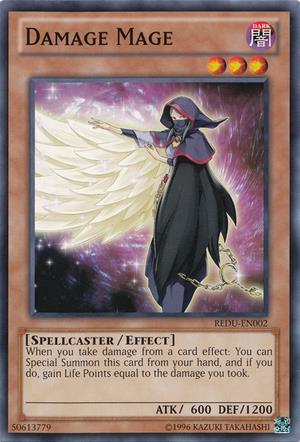 DAMAGE MAGE
DARK
闇
REDU-EN002
[SPELLCASTER / EFFECT]
When you take damage from a card effect: You can
Special Summon this card from your hand, and if you
do, gain Life Points equal to the damage you took.
ATK/ 600 DEF/1200
50613779 ©1996 KAZUKI TAKAHASHI